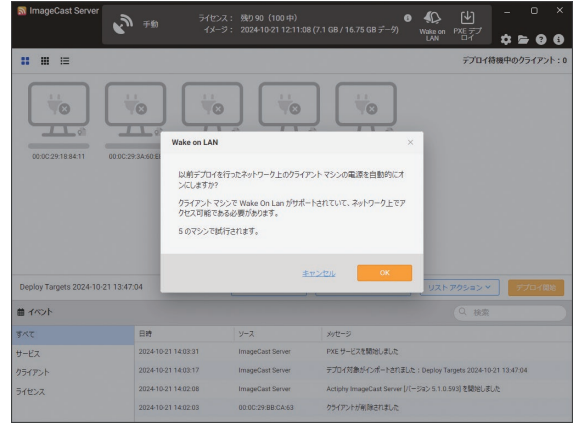 ImageCast Server
手動
ライセンス： 残り 90（100 中）
イメージ： 2024-10-21 12:11:08 (7.1 GB / 16.75 GB データ)
Wake on LAN
PXE デプロイ
デプロイ待機中のクライアント：0
00:0C:29:18:84:11
00:0C:29:3A:60:E
Wake on LAN
以前デプロイを行ったネットワーク上のクライアント マシンの電源を自動的にオ
ンにしますか?
クライアント マシンで Wake On Lan がサポートされていて、ネットワーク上でア
クセス可能である必要があります。
5 のマシンで試行されます。
キャンセル
OK
Deploy Targets 2024-10-21 13:47:04
リスト アクション
デプロイ開始
イベント
検索
すべて
サービス
クライアント
ライセンス
日時 ソース メッセージ
2024-10-21 14:03:31 ImageCast Server PXE サービスを開始しました
2024-10-21 14:03:17 ImageCast Server デプロイ対象がインポートされました：Deploy Targets 2024-10-21 13:47:04
2024-10-21 14:02:08 ImageCast Server Actiphy ImageCast Server [バージョン 5.1.0.593] を開始しました
2024-10-21 14:02:03 00:0C:29:BB:CA:63 クライアントが削除されました